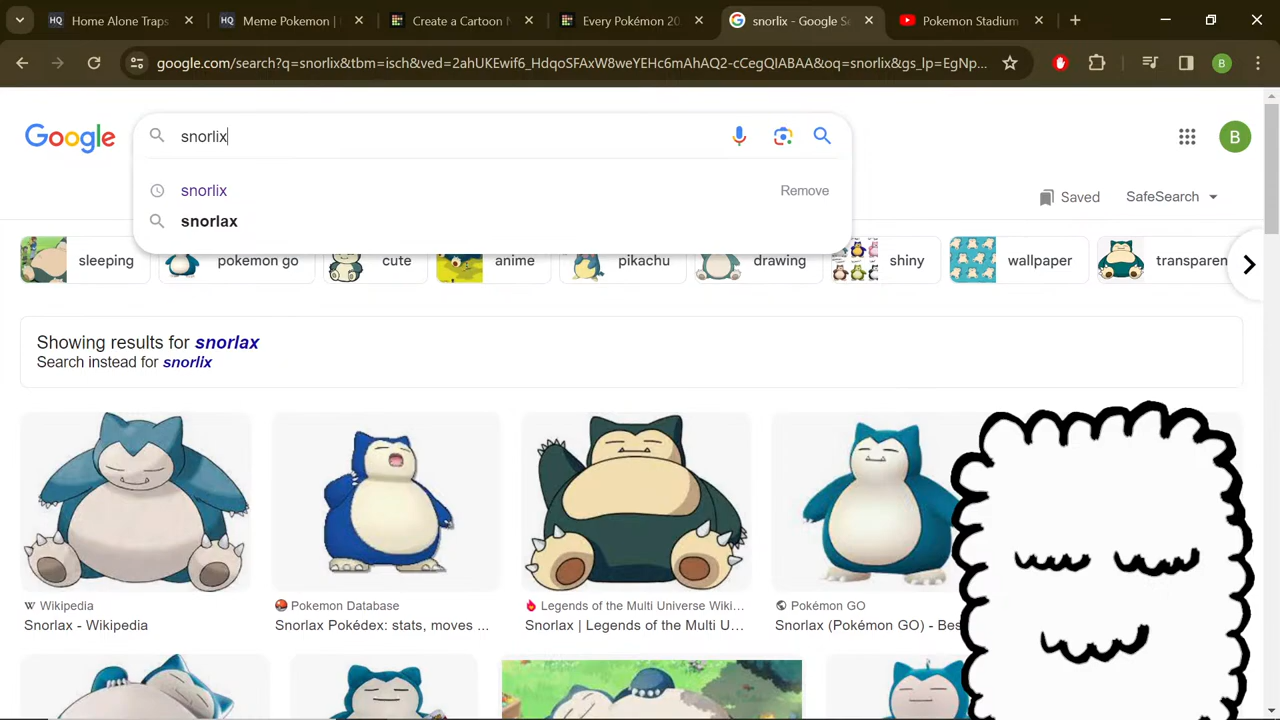 Home Alone Traps
Meme Pokemon |
Create a Cartoon
Every Pokémon 20
snorlix - Google Se
Pokemon Stadium
google.com/search?q=snorlix&tbm=isch&ved=2ahUKEwif6_HdqoSFAxW8weYEHc6mAhAQ2-cCegQIABAA&oq=snorlix&gs_lp=EgNp...
B
Google
snorlix
B
snorlix
Remove
snorlax
Saved
SafeSearch
sleeping
pokemon go
cute
anime
pikachu
drawing
shiny
wallpaper
transparen
Showing results for snorlax
Search instead for snorlix
W Wikipedia
Snorlax - Wikipedia
Pokemon Database
Snorlax Pokédex: stats, moves ...
Legends of the Multi Universe Wiki...
Snorlax | Legends of the Multi U...
Pokémon GO
Snorlax (Pokémon GO) - Bes